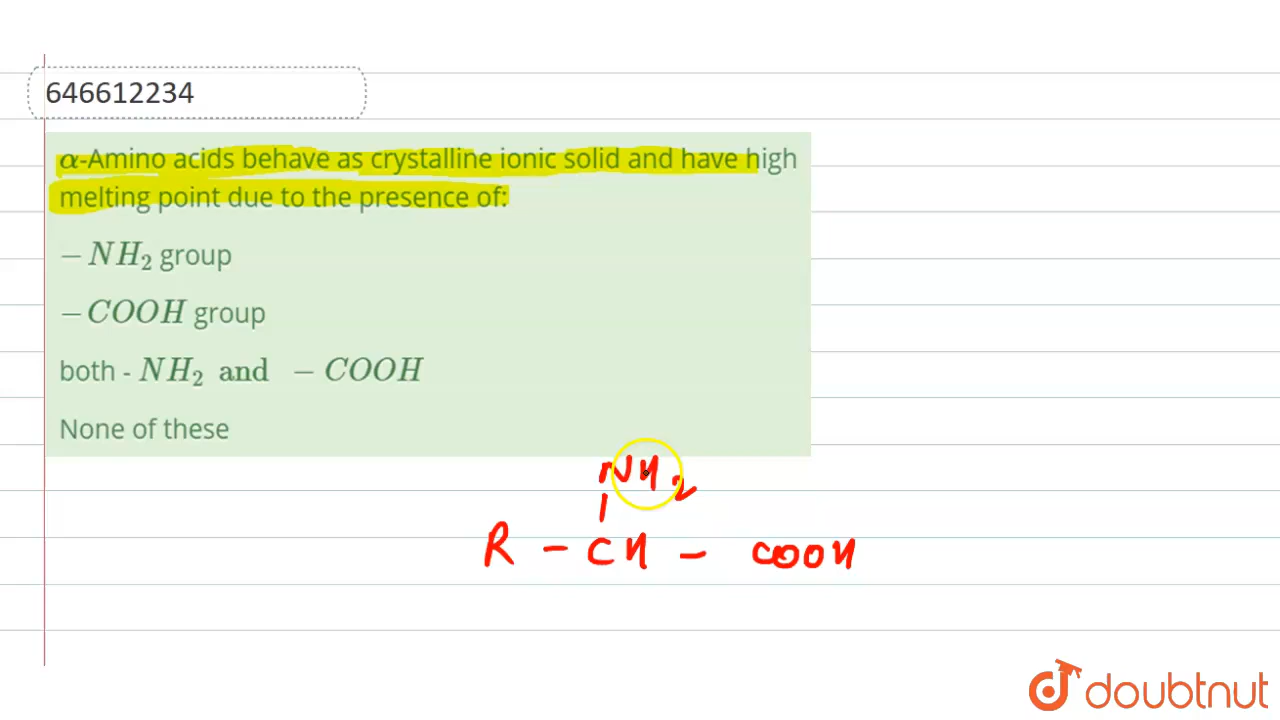 646612234
α-Amino acids behave as crystalline ionic solid and have high
melting point due to the presence of:
−NH₂ group
−COOH group
both - NH₂ and −COOH
None of these
NH₂
|
R − CH − COOH
doubtnut